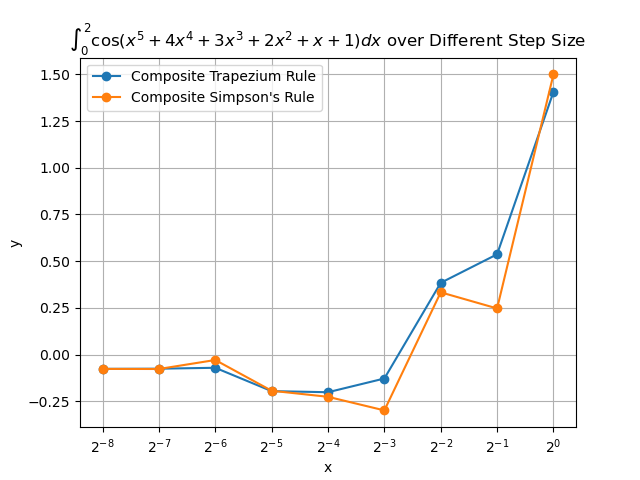 ∫₀² cos(x⁵ + 4x⁴ + 3x³ + 2x² + x + 1)dx over Different Step Size
Composite Trapezium Rule
Composite Simpson's Rule
y
1.50
1.25
1.00
0.75
0.50
0.25
0.00
−0.25
2⁻⁸ 2⁻⁷ 2⁻⁶ 2⁻⁵ 2⁻⁴ 2⁻³ 2⁻² 2⁻¹ 2⁰
x